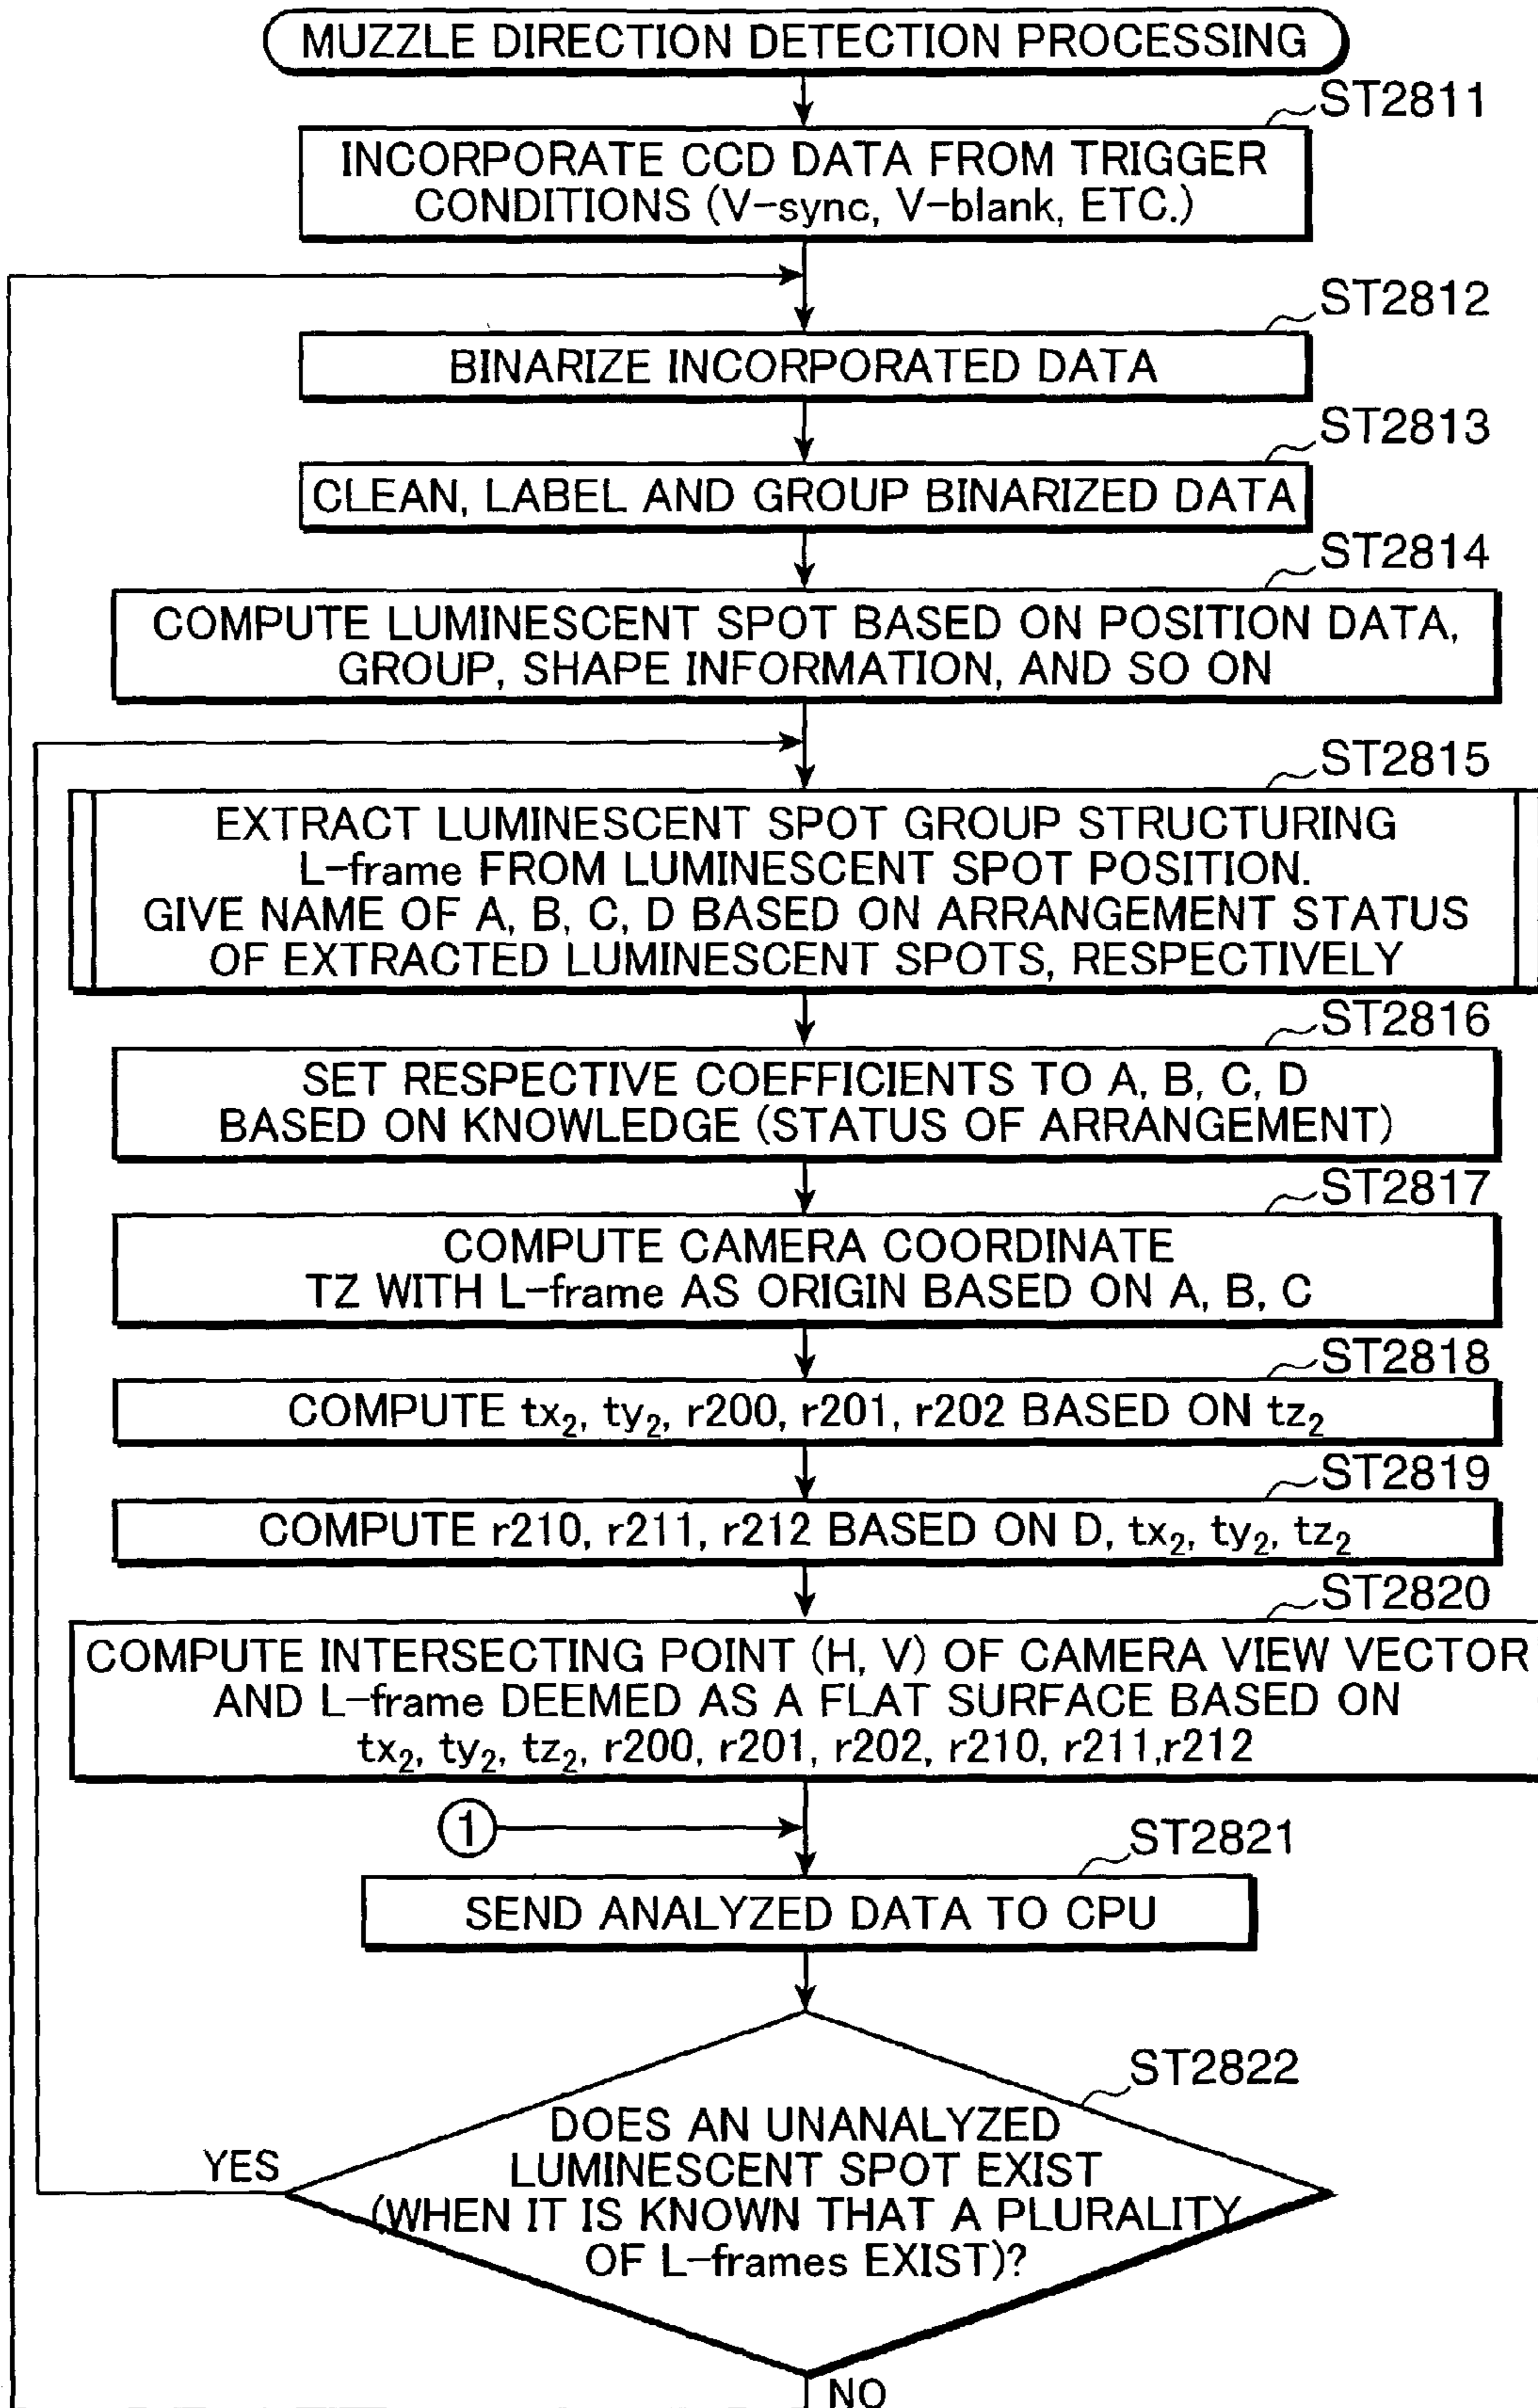 MUZZLE DIRECTION DETECTION PROCESSING
ST2811
INCORPORATE CCD DATA FROM TRIGGER
CONDITIONS (V-sync, V-blank, ETC.)
ST2812
BINARIZE INCORPORATED DATA
ST2813
CLEAN, LABEL AND GROUP BINARIZED DATA
ST2814
COMPUTE LUMINESCENT SPOT BASED ON POSITION DATA,
GROUP, SHAPE INFORMATION, AND SO ON
ST2815
EXTRACT LUMINESCENT SPOT GROUP STRUCTURING
L-frame FROM LUMINESCENT SPOT POSITION.
GIVE NAME OF A, B, C, D BASED ON ARRANGEMENT STATUS
OF EXTRACTED LUMINESCENT SPOTS, RESPECTIVELY
ST2816
SET RESPECTIVE COEFFICIENTS TO A, B, C, D
BASED ON KNOWLEDGE (STATUS OF ARRANGEMENT)
ST2817
COMPUTE CAMERA COORDINATE
TZ WITH L-frame AS ORIGIN BASED ON A, B, C
ST2818
COMPUTE tx₂, ty₂, r200, r201, r202 BASED ON tz₂
ST2819
COMPUTE r210, r211, r212 BASED ON D, tx₂, ty₂, tz₂
ST2820
COMPUTE INTERSECTING POINT (H, V) OF CAMERA VIEW VECTOR
AND L-frame DEEMED AS A FLAT SURFACE BASED ON
tx₂, ty₂, tz₂, r200, r201, r202, r210, r211,r212
①
ST2821
SEND ANALYZED DATA TO CPU
ST2822
DOES AN UNANALYZED
YES
LUMINESCENT SPOT EXIST
(WHEN IT IS KNOWN THAT A PLURALITY
OF L-frames EXIST)?
NO